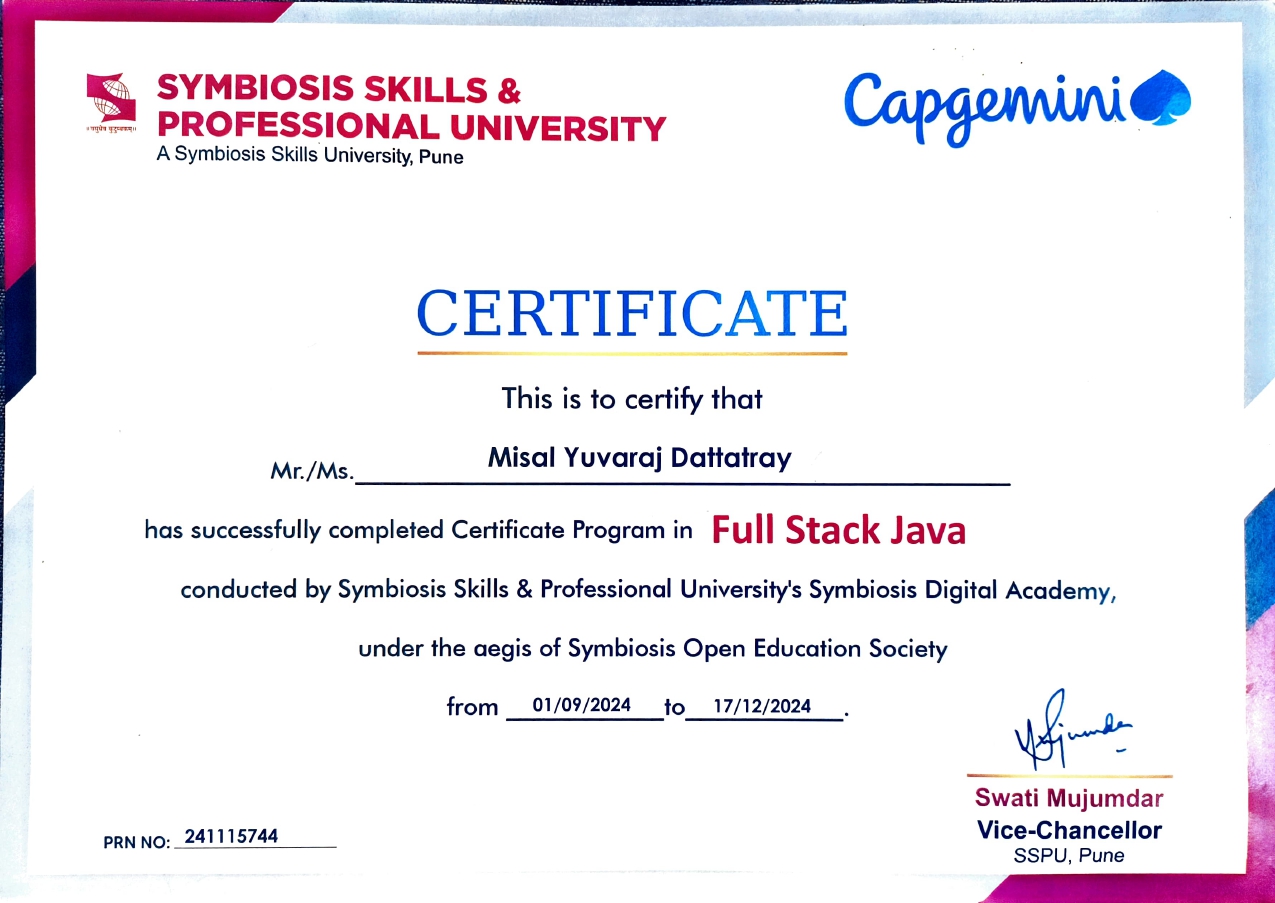 SYMBIOSIS SKILLS &
PROFESSIONAL UNIVERSITY
A Symbiosis Skills University, Pune
॥ वसुधैव कुटुम्बकम् ॥
Capgemini
CERTIFICATE
This is to certify that
Mr./Ms. Misal Yuvaraj Dattatray
has successfully completed Certificate Program in Full Stack Java
conducted by Symbiosis Skills & Professional University's Symbiosis Digital Academy,
under the aegis of Symbiosis Open Education Society
from 01/09/2024 to 17/12/2024.
Swati Mujumdar
Vice-Chancellor
SSPU, Pune
PRN NO: 241115744